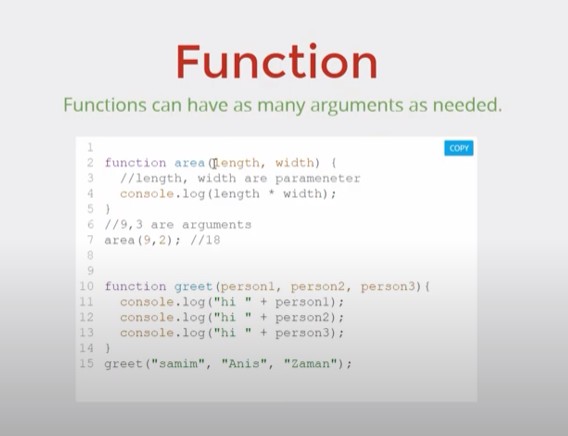 Function
Functions can have as many arguments as needed.
COPY
1
2 function area(length, width) {
3 //length, width are parameneter
4 console.log(length * width);
5 }
6 //9,3 are arguments
7 area(9,2); //18
8
9
10 function greet(person1, person2, person3){
11 console.log("hi " + person1);
12 console.log("hi " + person2);
13 console.log("hi " + person3);
14 }
15 greet("samim", "Anis", "Zaman");